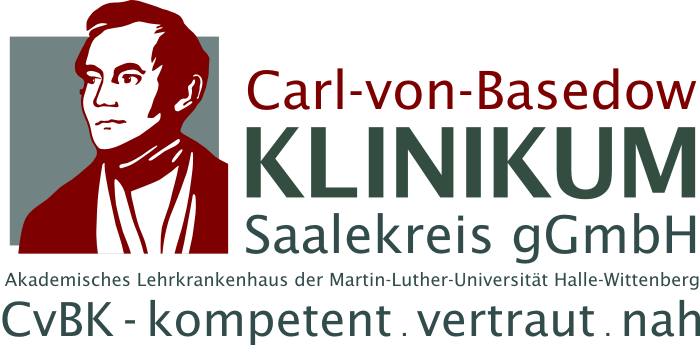 Carl-von-Basedow
KLINIKUM
Saalekreis gGmbH
Akademisches Lehrkrankenhaus der Martin-Luther-Universität Halle-Wittenberg
CvBK - kompetent . vertraut . nah